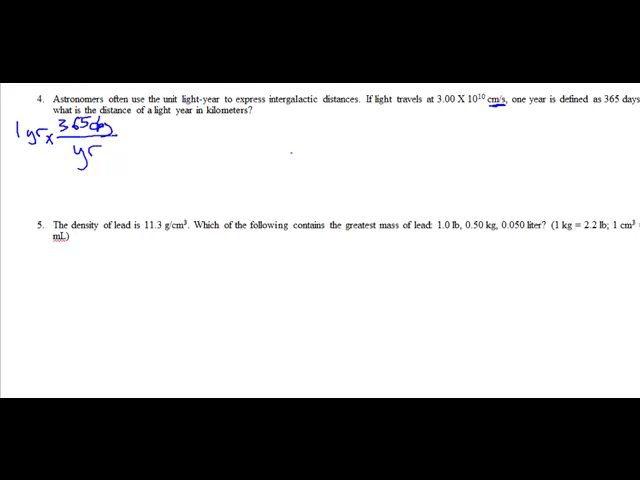 4. Astronomers often use the unit light-year to express intergalactic distances. If light travels at 3.00 X 10¹⁰ cm/s, one year is defined as 365 days
what is the distance of a light year in kilometers?
1 yr x 365 day
yr
5. The density of lead is 11.3 g/cm³. Which of the following contains the greatest mass of lead: 1.0 lb, 0.50 kg, 0.050 liter? (1 kg = 2.2 lb; 1 cm³
mL)